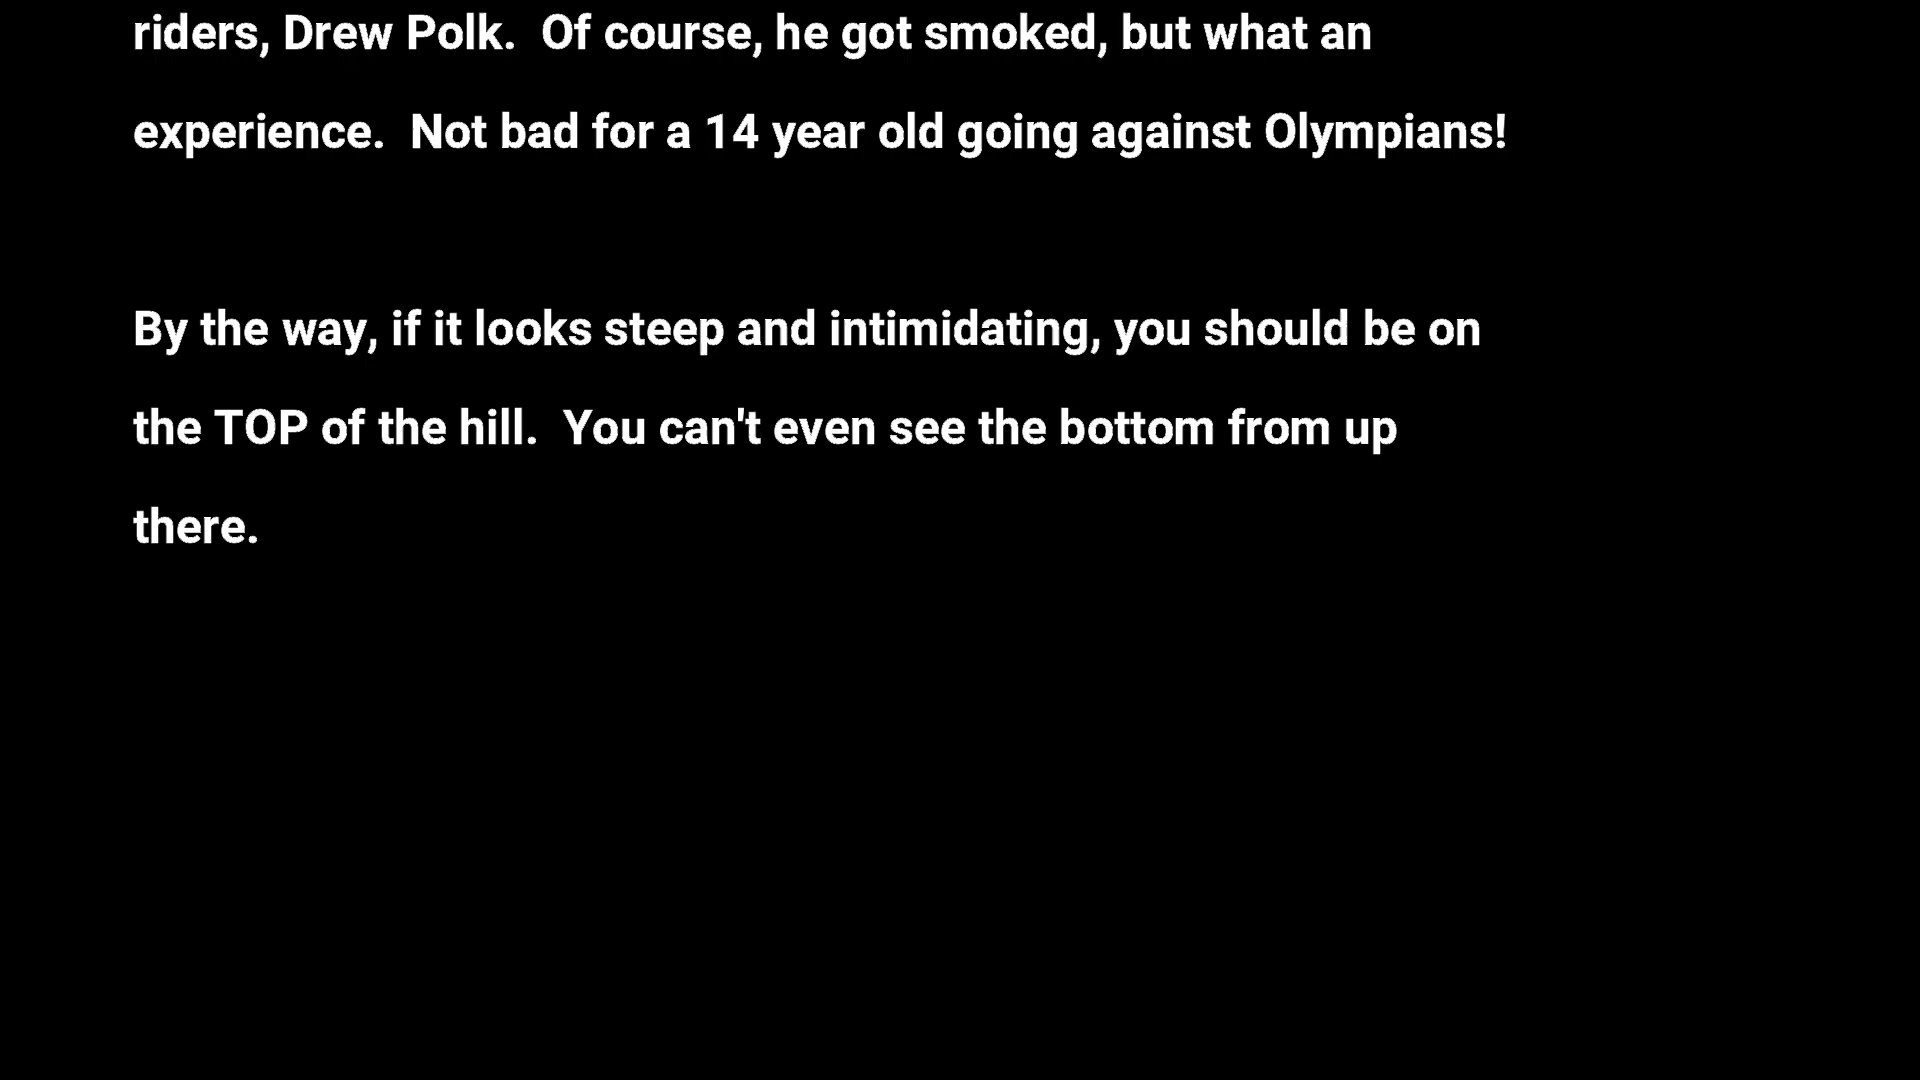 riders, Drew Polk.  Of course, he got smoked, but what an
experience.  Not bad for a 14 year old going against Olympians!
By the way, if it looks steep and intimidating, you should be on
the TOP of the hill.  You can't even see the bottom from up
there.